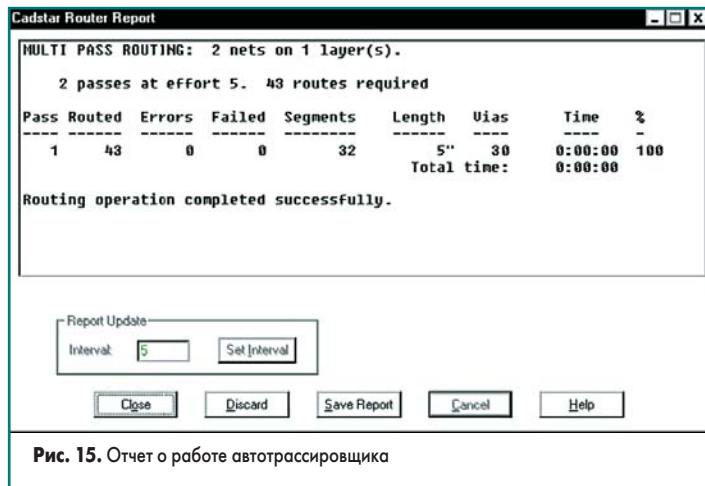 Cadstar Router Report
MULTI PASS ROUTING: 2 nets on 1 layer(s).
2 passes at effort 5. 43 routes required
Pass Routed Errors Failed Segments Length Vias Time %
---- ------ ------ ------ -------- ------ ---- ---- -
1 43 0 0 32 5" 30 0:00:00 100
Total time: 0:00:00
Routing operation completed successfully.
Report Update
Interval: 5 Set Interval
Close Discard Save Report Cancel Help
Рис. 15. Отчет о работе автотрассировщика